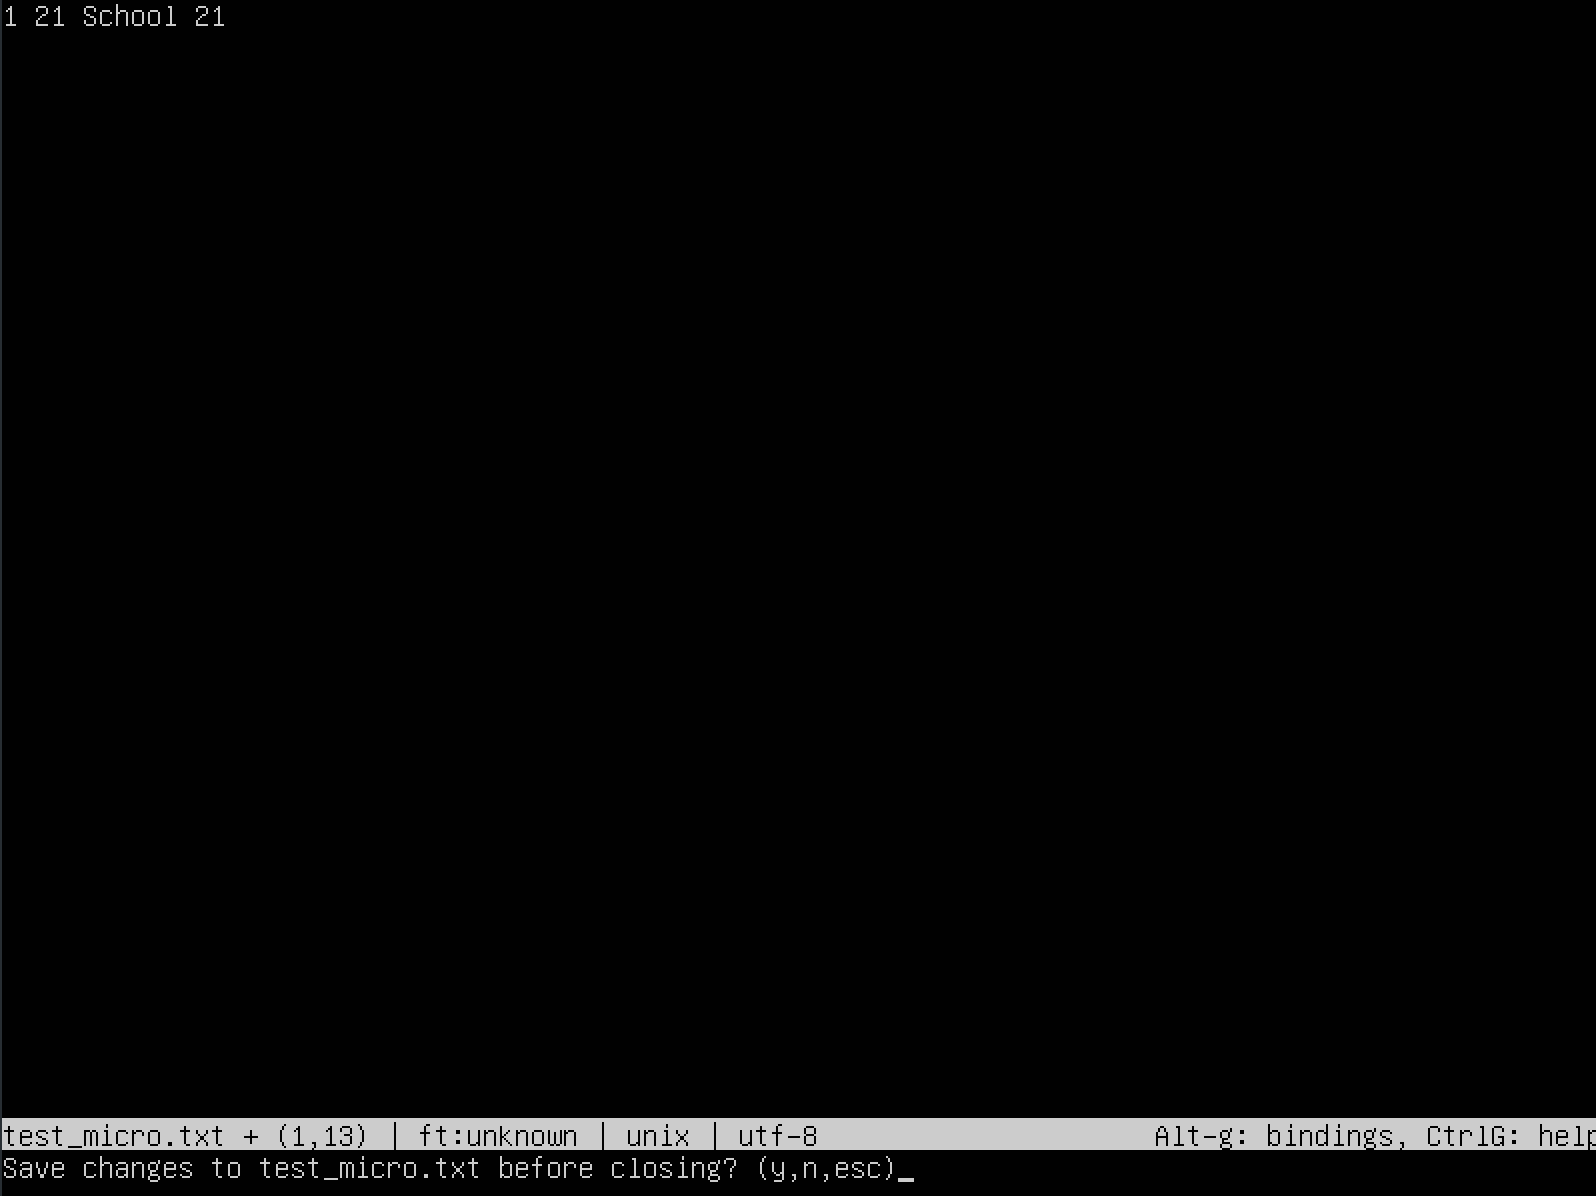 1 21 School 21
test_micro.txt + (1,13) | ft:unknown | unix | utf-8 Alt-g: bindings, CtrlG: help
Save changes to test_micro.txt before closing? (y,n,esc)